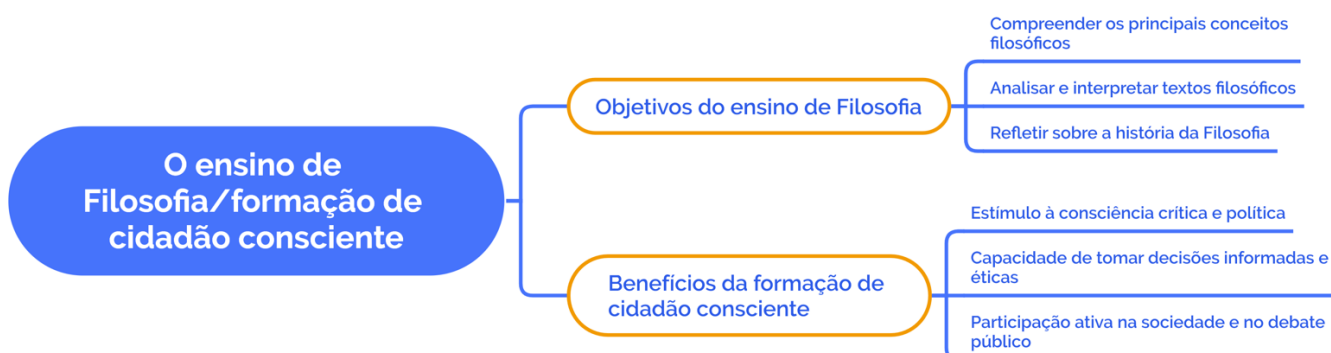 O ensino de
Filosofia/formação de
cidadão consciente
Objetivos do ensino de Filosofia
Compreender os principais conceitos
filosóficos
Analisar e interpretar textos filosóficos
Refletir sobre a história da Filosofia
Benefícios da formação de
cidadão consciente
Estímulo à consciência crítica e política
Capacidade de tomar decisões informadas e
éticas
Participação ativa na sociedade e no debate
público